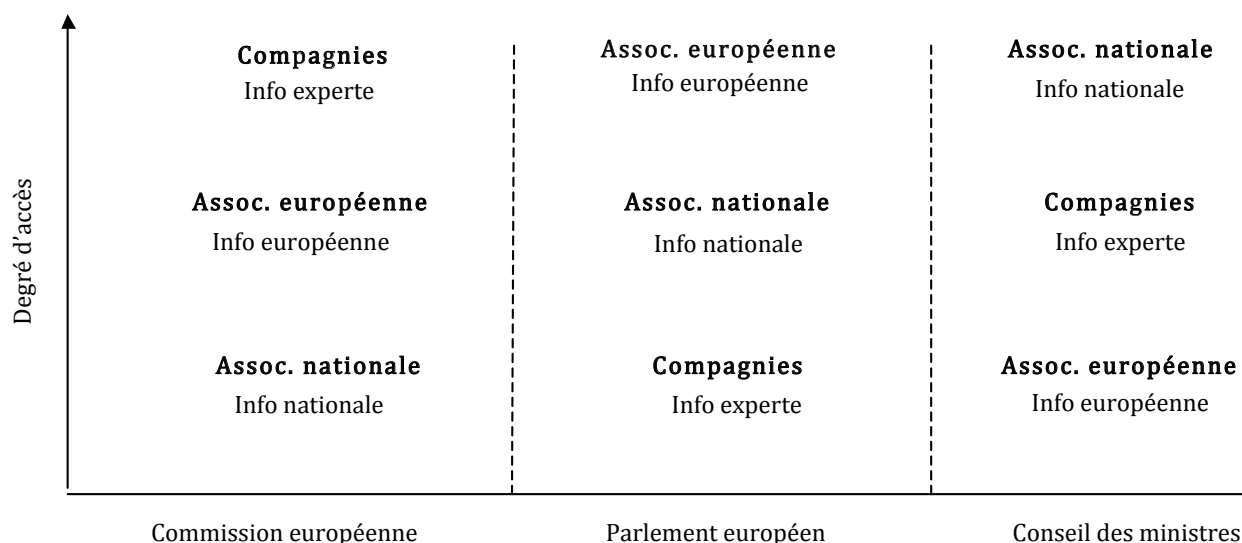 Degré d'accès
Compagnies
Info experte
Assoc. européenne
Info européenne
Assoc. nationale
Info nationale
Assoc. européenne
Info européenne
Assoc. nationale
Info nationale
Compagnies
Info experte
Assoc. nationale
Info nationale
Compagnies
Info experte
Assoc. européenne
Info européenne
Commission européenne
Parlement européen
Conseil des ministres